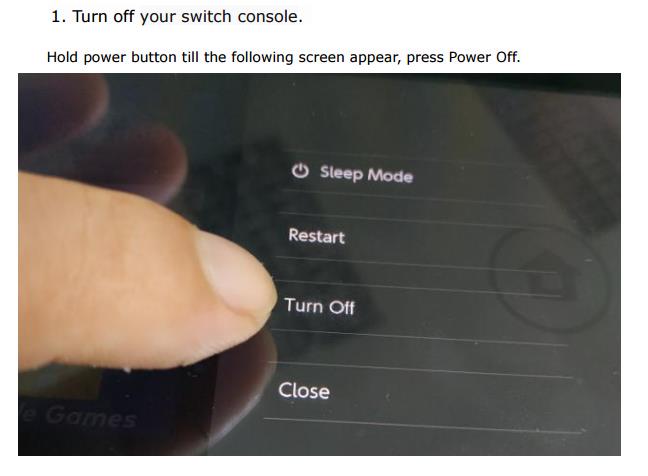 1. Turn off your switch console.
Hold power button till the following screen appear, press Power Off.
Sleep Mode
Restart
Turn Off
Close
e Games